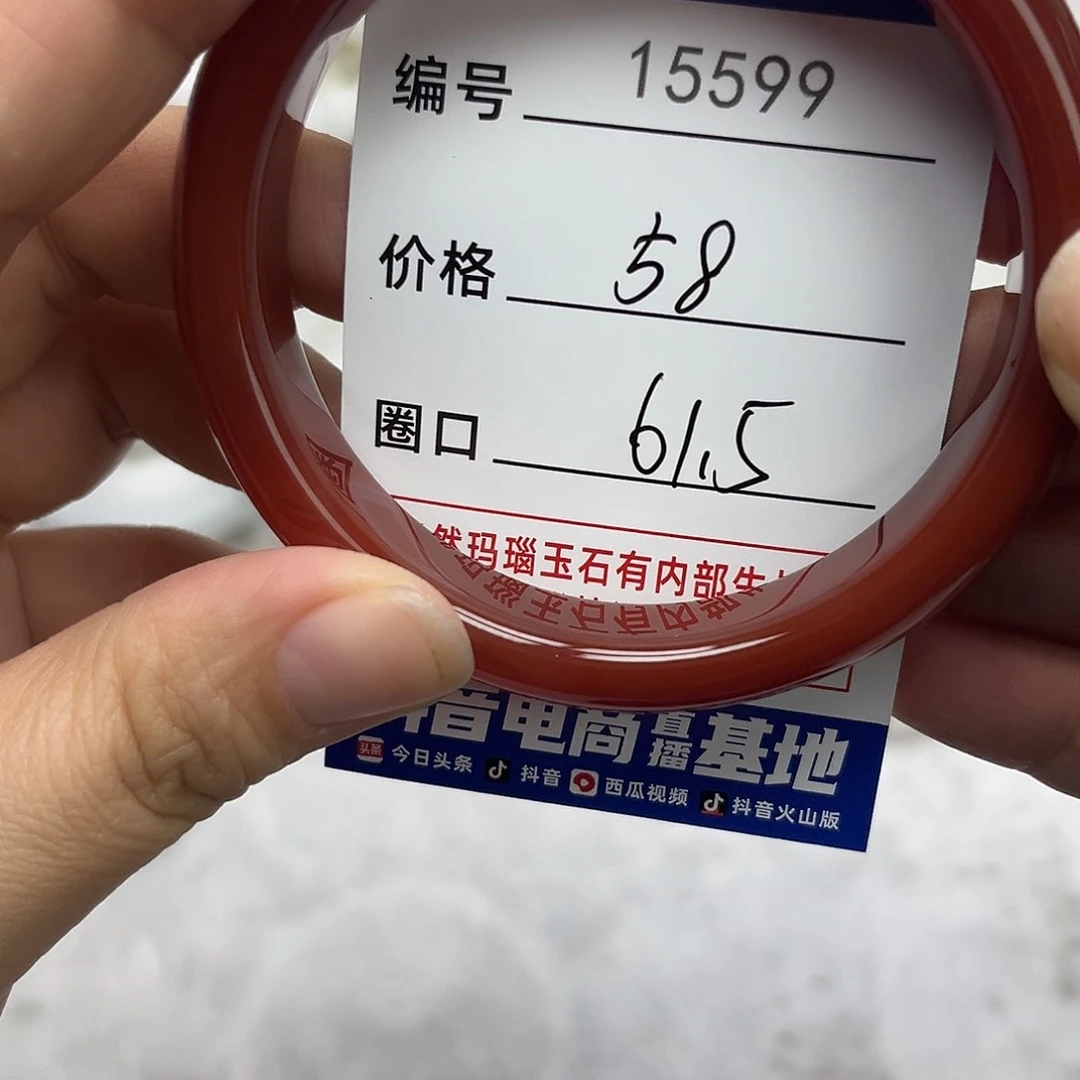 编号 15599
价格 58
圈口 61.5
然玛瑙玉石有内部生
抖音电商直播基地
今日头条 抖音 西瓜视频 抖音火山版